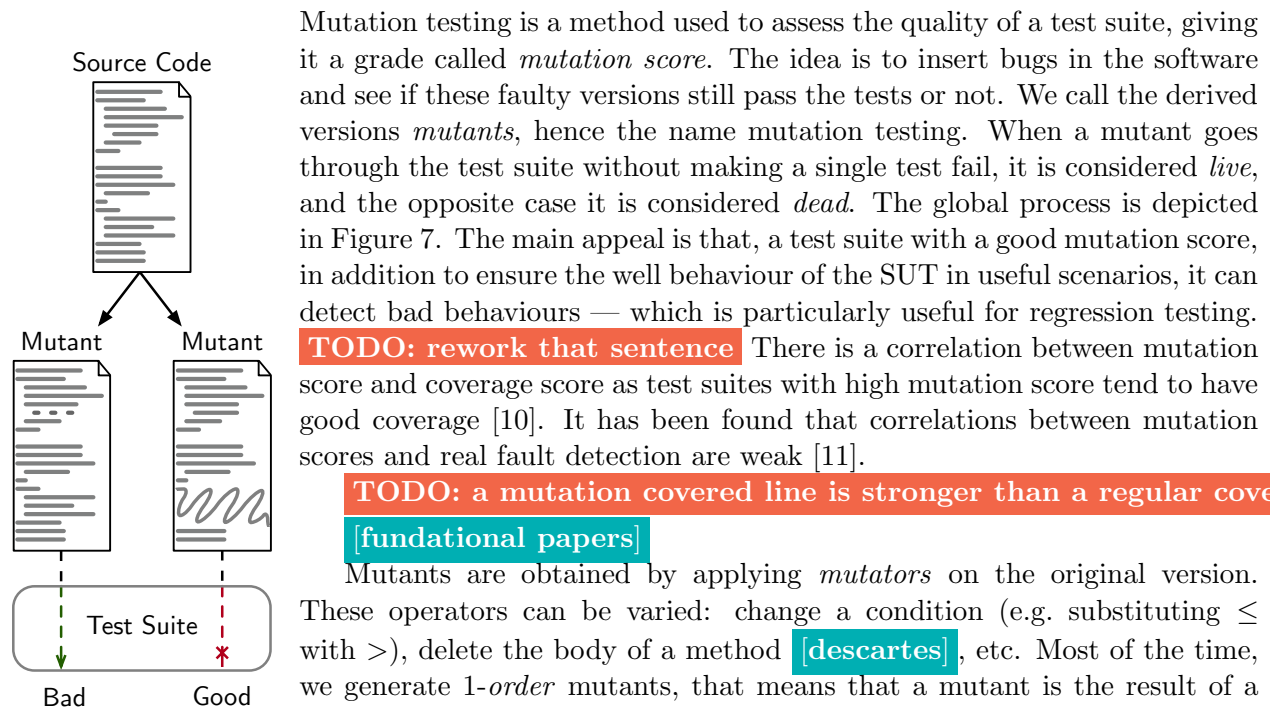 Source Code
Mutant Mutant
Test Suite
Bad Good
Mutation testing is a method used to assess the quality of a test suite, giving
it a grade called mutation score. The idea is to insert bugs in the software
and see if these faulty versions still pass the tests or not. We call the derived
versions mutants, hence the name mutation testing. When a mutant goes
through the test suite without making a single test fail, it is considered live,
and the opposite case it is considered dead. The global process is depicted
in Figure 7. The main appeal is that, a test suite with a good mutation score,
in addition to ensure the well behaviour of the SUT in useful scenarios, it can
detect bad behaviours — which is particularly useful for regression testing.
TODO: rework that sentence There is a correlation between mutation
score and coverage score as test suites with high mutation score tend to have
good coverage [10]. It has been found that correlations between mutation
scores and real fault detection are weak [11].
TODO: a mutation covered line is stronger than a regular cove
[fundational papers]
Mutants are obtained by applying mutators on the original version.
These operators can be varied: change a condition (e.g. substituting ≤
with >), delete the body of a method [descartes], etc. Most of the time,
we generate 1-order mutants, that means that a mutant is the result of a